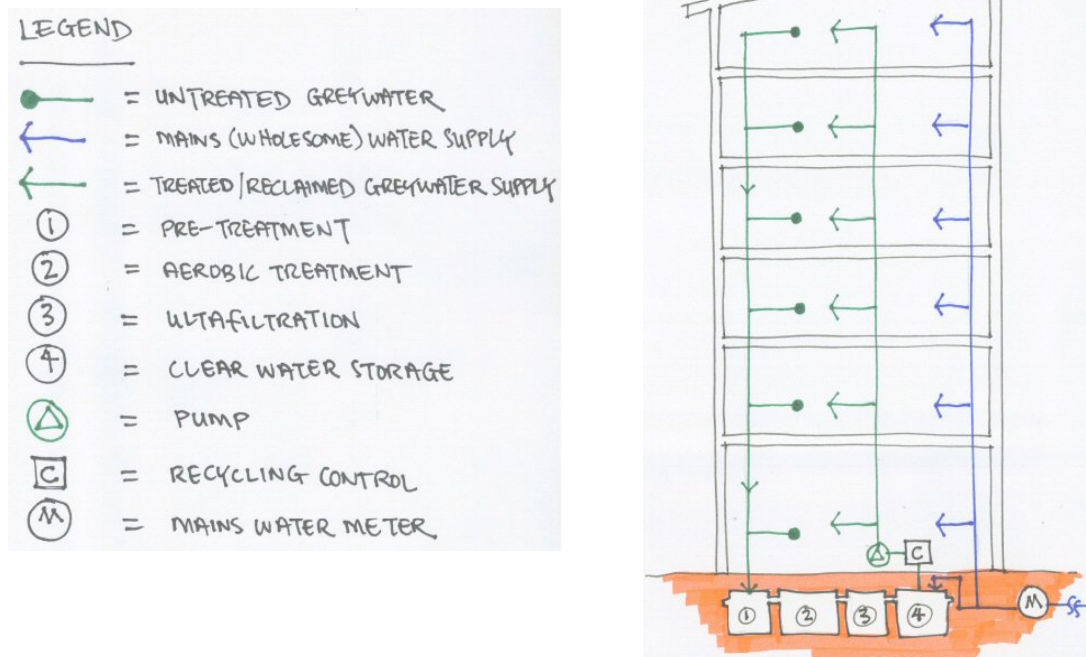 LEGEND
= UNTREATED GREYWATER
= MAINS (WHOLESOME) WATER SUPPLY
= TREATED/RECLAIMED GREYWATER SUPPLY
1 = PRE-TREATMENT
2 = AEROBIC TREATMENT
3 = ULTAFILTRATION
4 = CLEAR WATER STORAGE
= PUMP
C = RECYCLING CONTROL
M = MAINS WATER METER
C
1 2 3 4 M